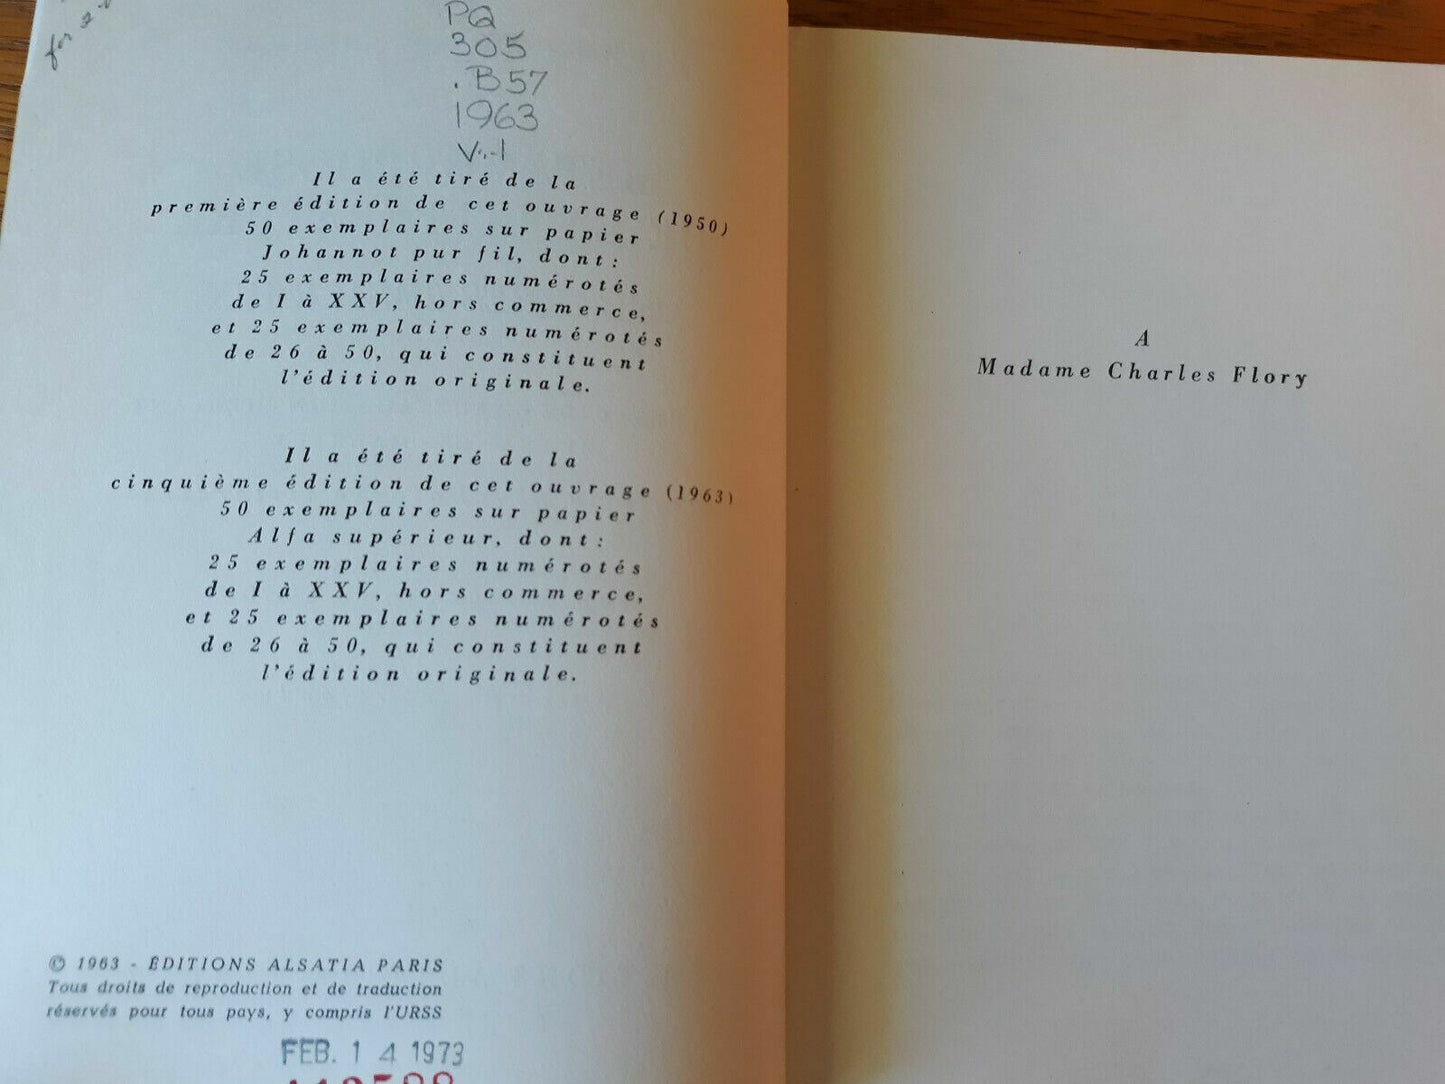 for
PQ
305
.B57
1963
V.-1
Il a été tiré de la
première édition de cet ouvrage (1950)
50 exemplaires sur papier
Johannot pur fil, dont :
25 exemplaires numérotés
de I à XXV, hors commerce,
et 25 exemplaires numérotés
de 26 à 50, qui constituent
l'édition originale.
Il a été tiré de la
cinquième édition de cet ouvrage (1963)
50 exemplaires sur papier
Alfa supérieur, dont :
25 exemplaires numérotés
de I à XXV, hors commerce,
et 25 exemplaires numérotés
de 26 à 50, qui constituent
l'édition originale.
© 1963 - ÉDITIONS ALSATIA PARIS
Tous droits de reproduction et de traduction
réservés pour tous pays, y compris l'URSS
FEB. 14 1973
A
Madame Charles Flory